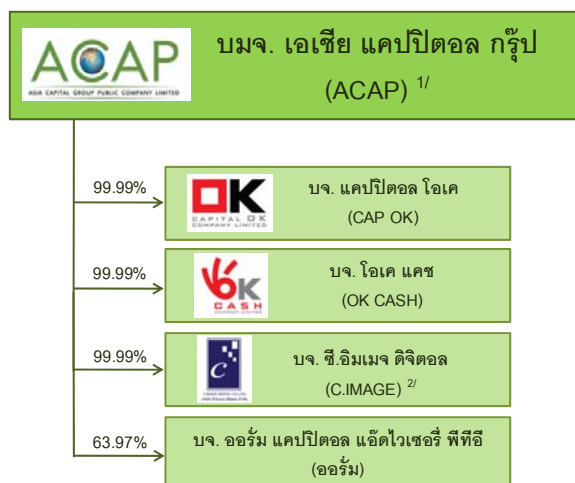 ACAP
ASIA CAPITAL GROUP PUBLIC COMPANY LIMITED
บมจ. เอเชีย แคปปิตอล กรุ๊ป
(ACAP) 1/
99.99%
OK
CAPITAL OK
COMPANY LIMITED
บจ. แคปปิตอล โอเค
(CAP OK)
99.99%
OK
CASH
COMPANY LIMITED
บจ. โอเค แคช
(OK CASH)
99.99%
c
บจ. ซี.อิมเมจ ดิจิตอล
(C.IMAGE) 2/
63.97%
บจ. ออรั่ม แคปปิตอล แอ๊ดไวเซอรี่ พีทีอี
(ออรั่ม)